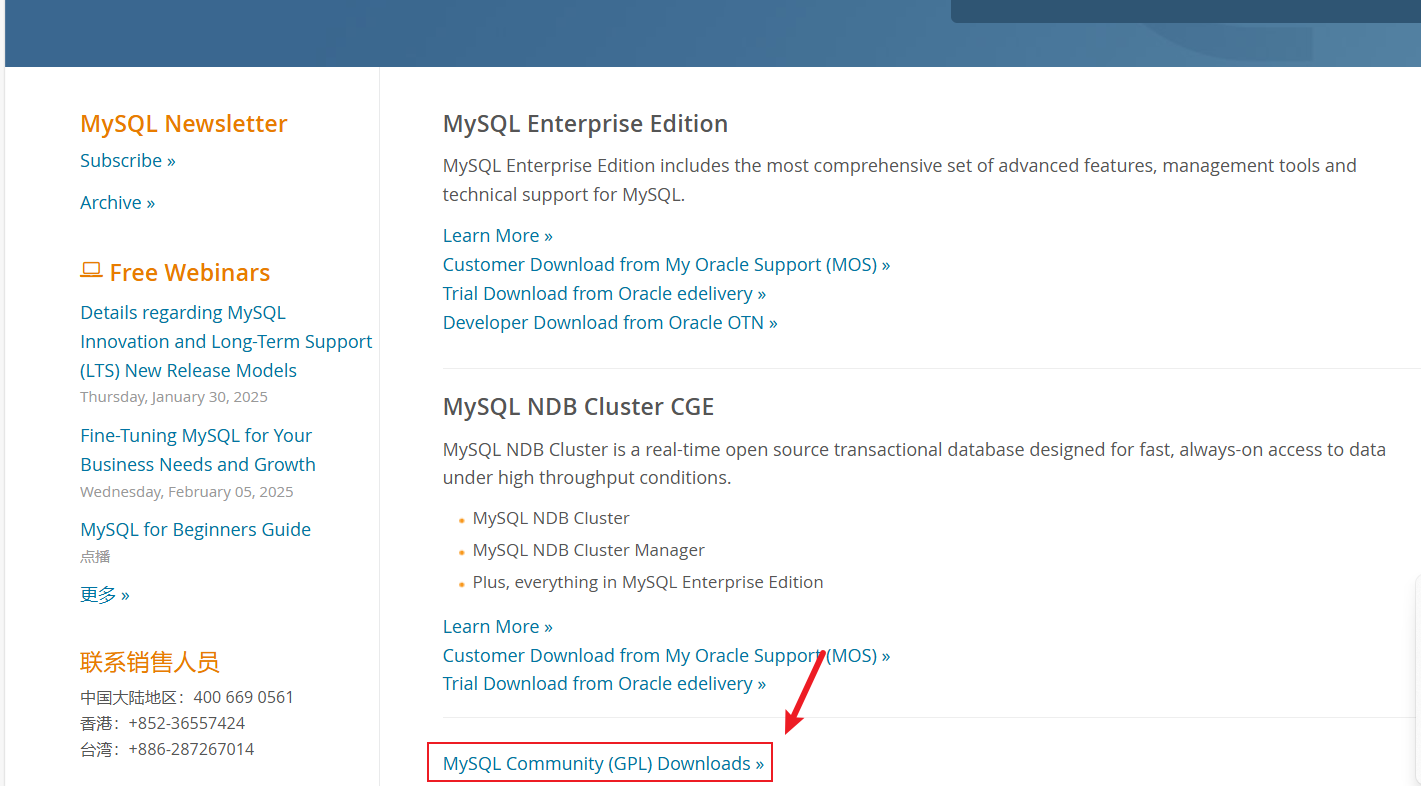 MySQL Newsletter
Subscribe »
Archive »
Free Webinars
Details regarding MySQL
Innovation and Long-Term Support
(LTS) New Release Models
Thursday, January 30, 2025
Fine-Tuning MySQL for Your
Business Needs and Growth
Wednesday, February 05, 2025
MySQL for Beginners Guide
点播
更多 »
联系销售人员
中国大陆地区：400 669 0561
香港：+852-36557424
台湾：+886-287267014
MySQL Enterprise Edition
MySQL Enterprise Edition includes the most comprehensive set of advanced features, management tools and
technical support for MySQL.
Learn More »
Customer Download from My Oracle Support (MOS) »
Trial Download from Oracle edelivery »
Developer Download from Oracle OTN »
MySQL NDB Cluster CGE
MySQL NDB Cluster is a real-time open source transactional database designed for fast, always-on access to data
under high throughput conditions.
• MySQL NDB Cluster
• MySQL NDB Cluster Manager
• Plus, everything in MySQL Enterprise Edition
Learn More »
Customer Download from My Oracle Support (MOS) »
Trial Download from Oracle edelivery »
MySQL Community (GPL) Downloads »